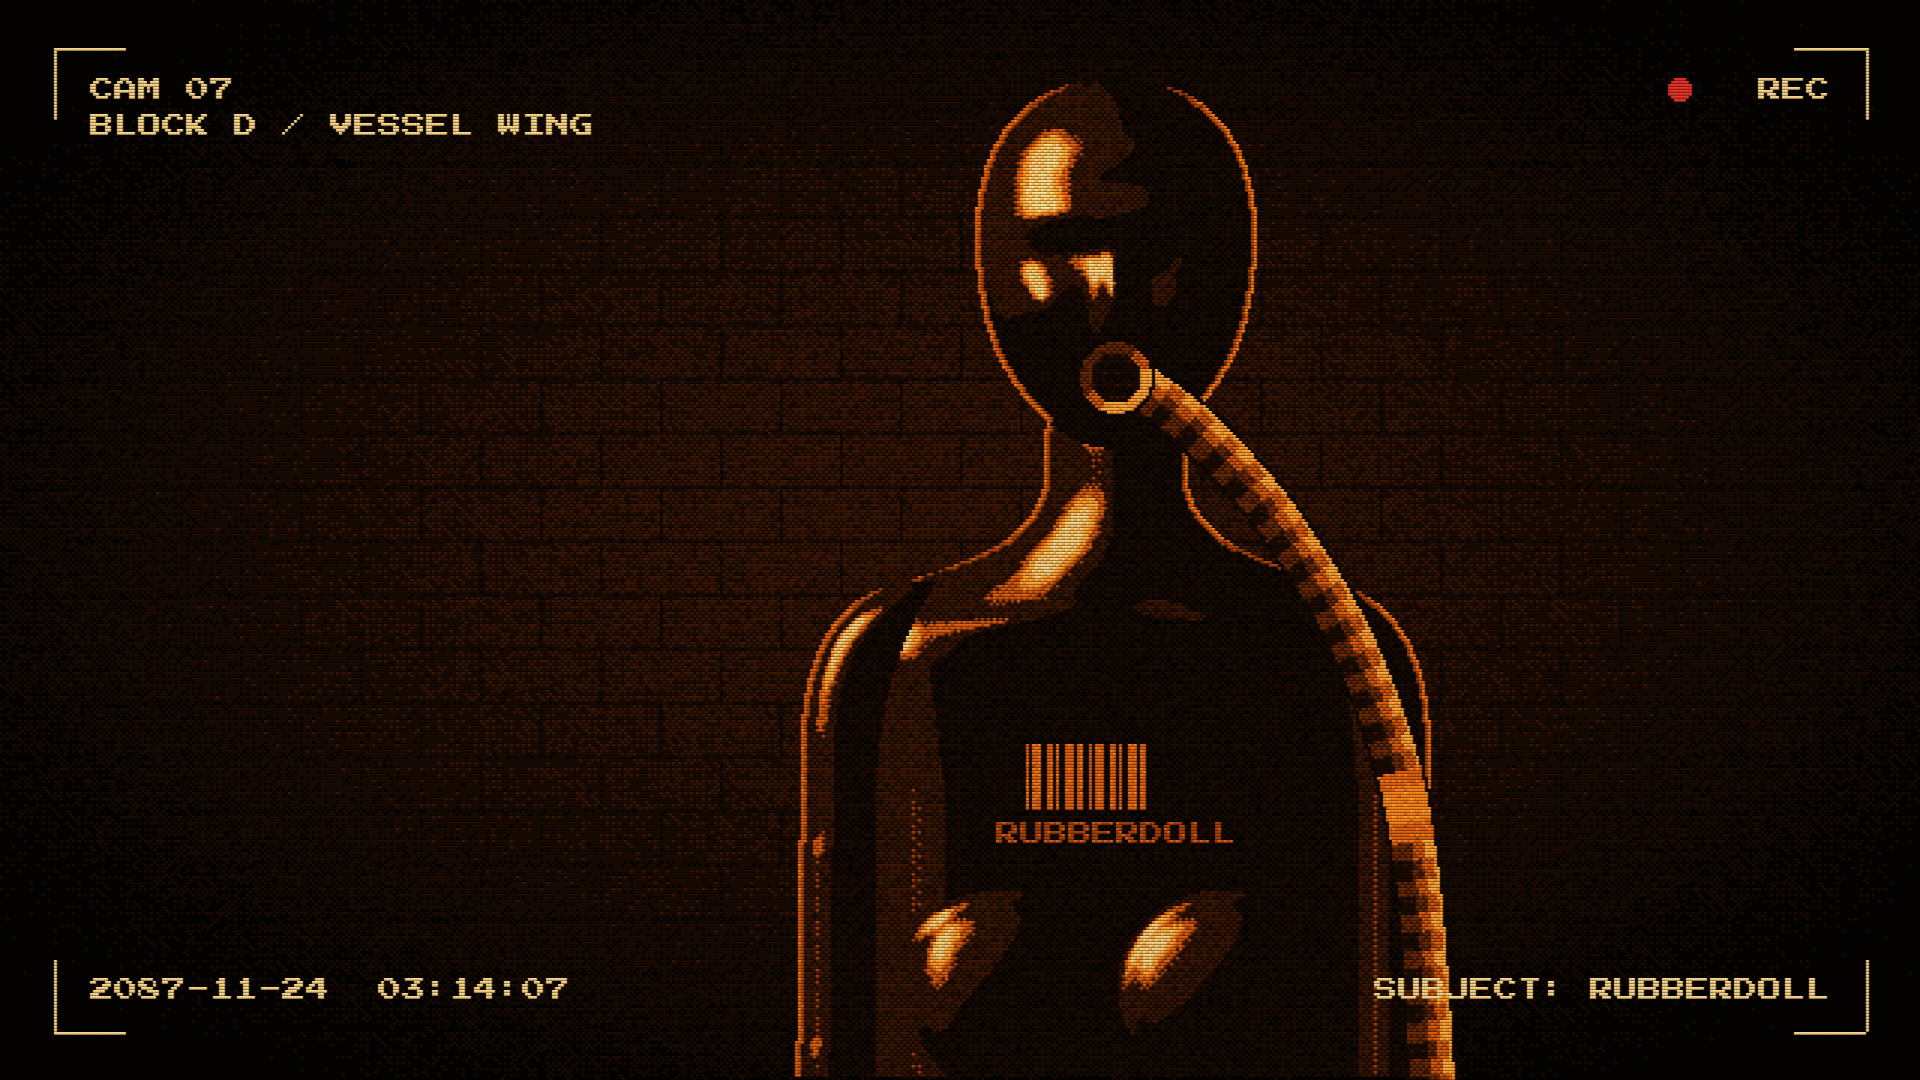 CAM 07
REC
BLOCK D / VESSEL WING
RUBBERDOLL
2087-11-24 03:14:07
SUBJECT: RUBBERDOLL